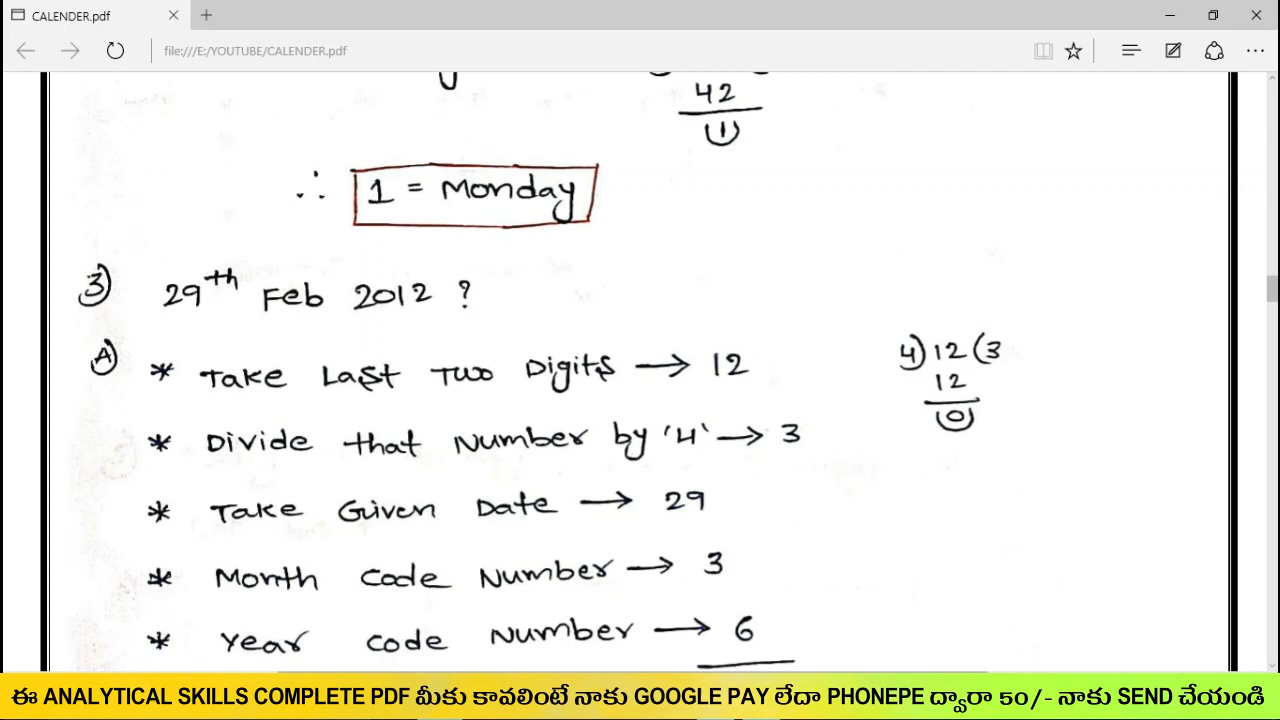 CALENDER.pdf
file:///E:/YOUTUBE/CALENDER.pdf
42
1
∴ 1 = Monday
3) 29th Feb 2012 ?
A) * Take Last Two Digits → 12
4) 12 (3
12
0
* Divide that Number by '4' → 3
* Take Given Date → 29
* Month Code Number → 3
* Year Code Number → 6
ఈ ANALYTICAL SKILLS COMPLETE PDF మీకు కావలింటే నాకు GOOGLE PAY లేదా PHONEPE ద్వారా 50/- నాకు SEND చేయండి